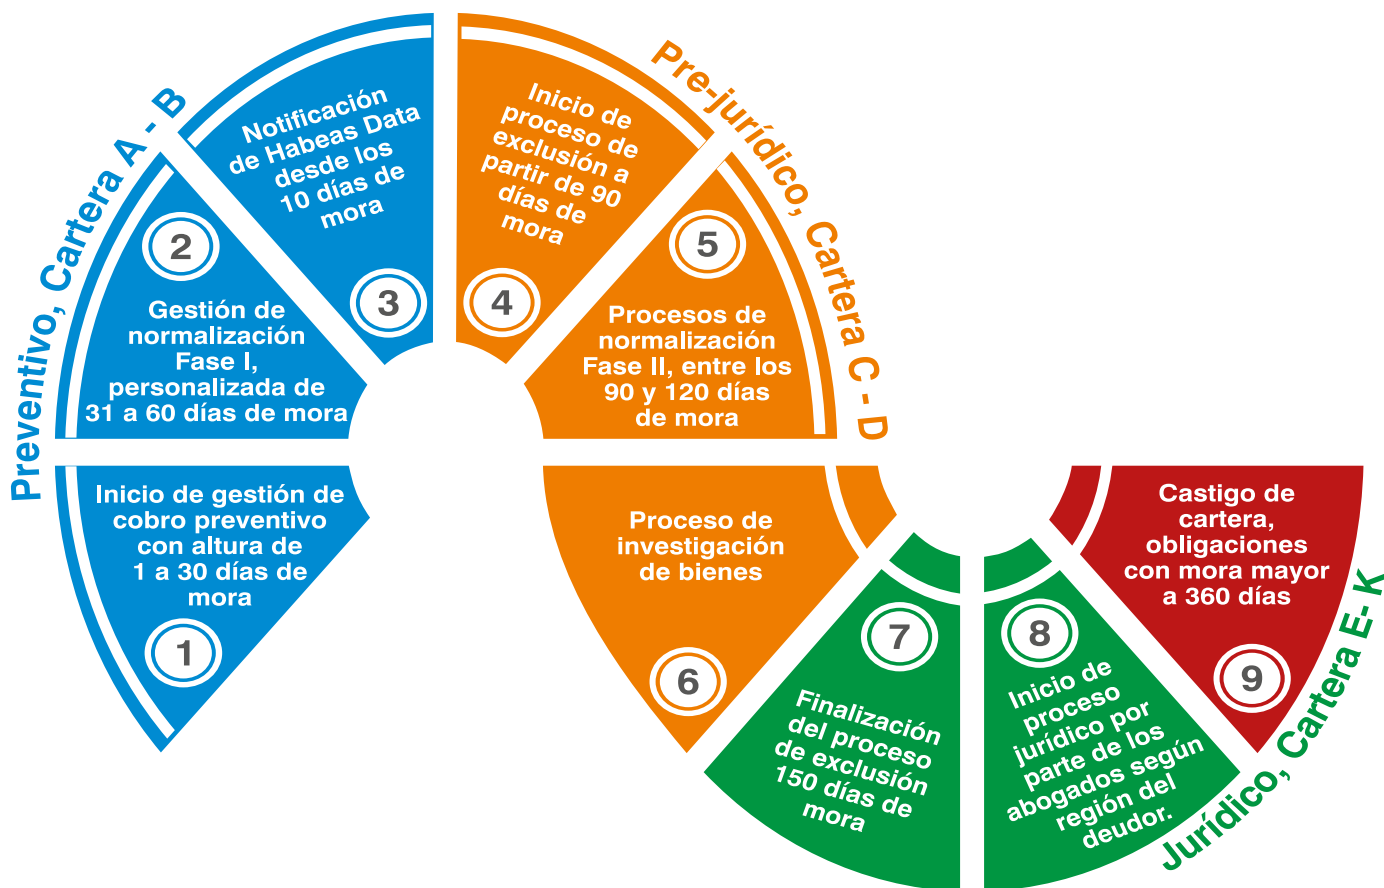 Preventivo, Cartera A - B
Inicio de gestión de
cobro preventivo
con altura de
1 a 30 días de
mora
1
2
Gestión de
normalización
Fase I,
personalizada de
31 a 60 días de mora
Notificación
de Habeas Data
desde los
10 días de
mora
3
Pre-jurídico, Cartera C - D
Inicio de
proceso de
exclusión a
partir de 90
días de
mora
4
5
Procesos de
normalización
Fase II, entre los
90 y 120 días
de mora
Proceso de
investigación
de bienes
6
7
Finalización
del proceso
de exclusión
150 días de
mora
8
Inicio de
proceso
jurídico por
parte de los
abogados según
región del
deudor.
Castigo de
cartera,
obligaciones
con mora mayor
a 360 días
9
Jurídico, Cartera E- K